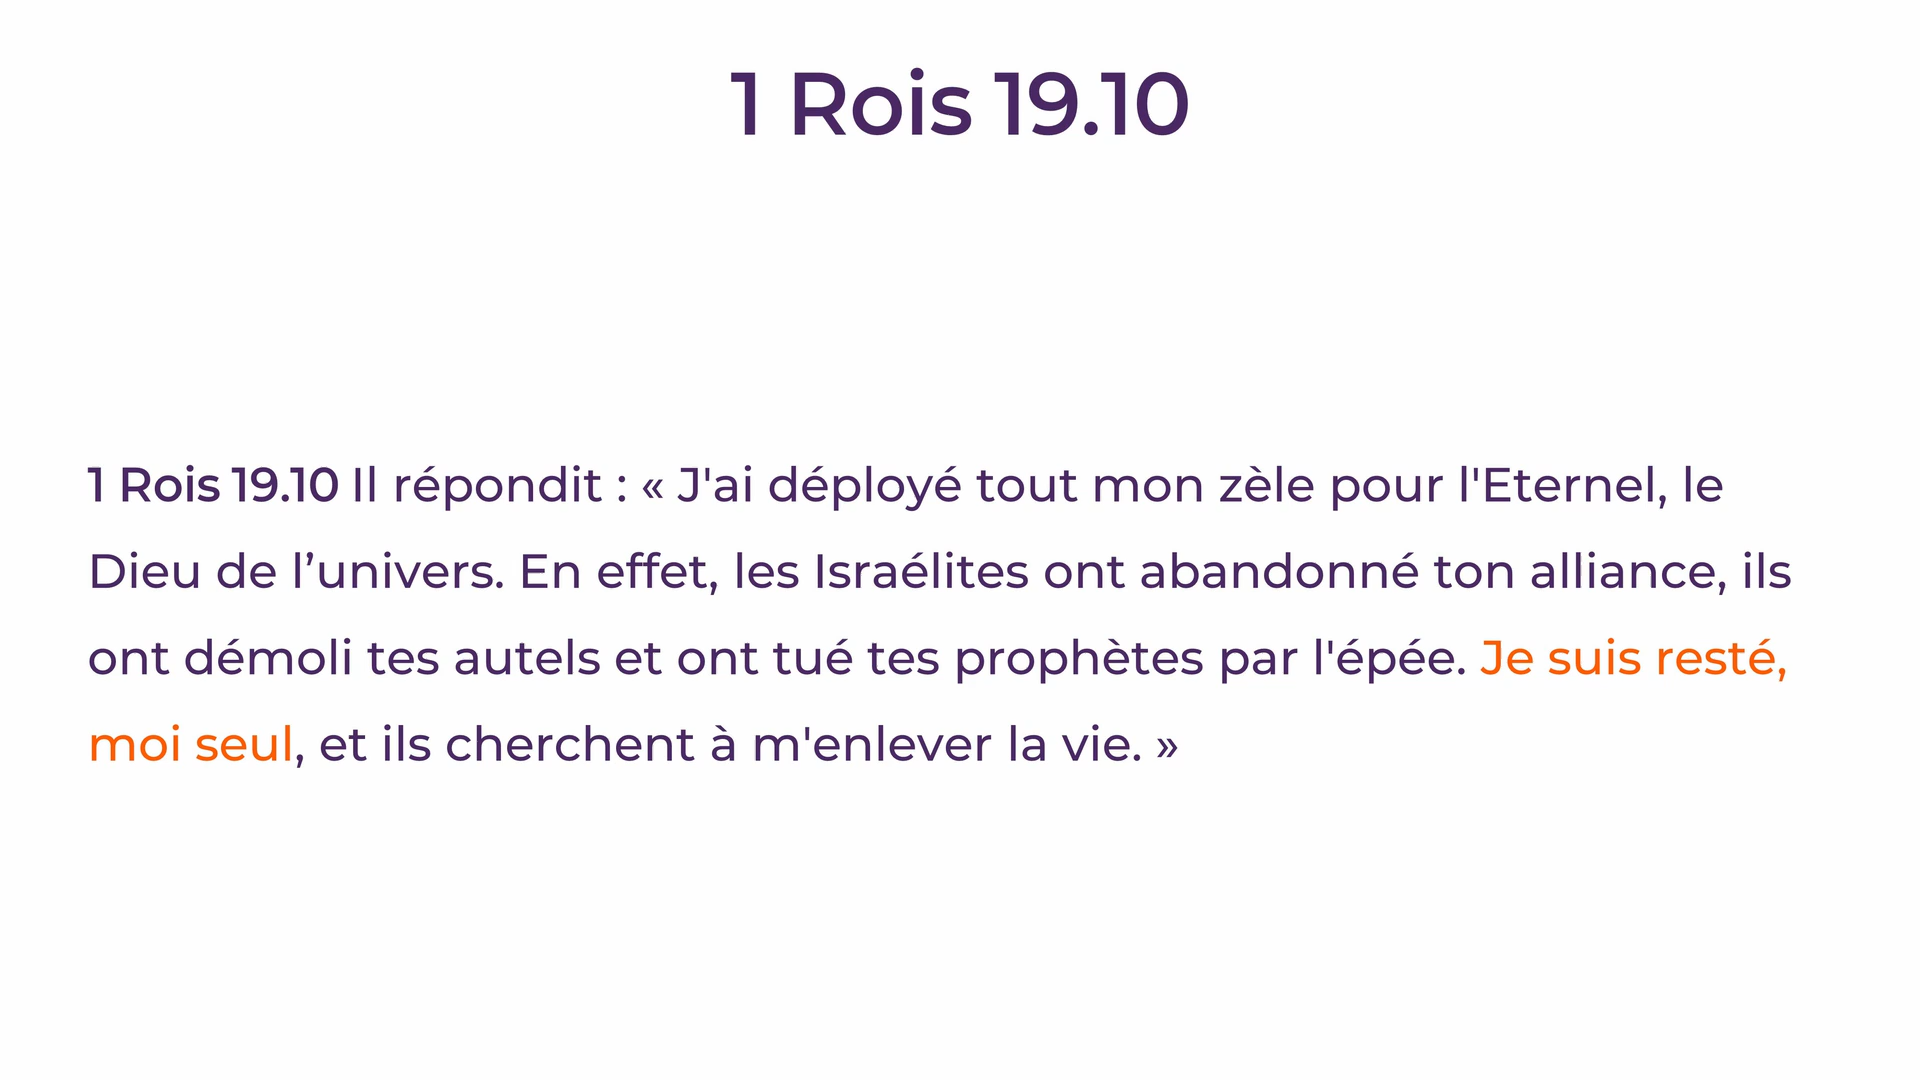 1 Rois 19.10
1 Rois 19.10 Il répondit : « J'ai déployé tout mon zèle pour l'Eternel, le
Dieu de l’univers. En effet, les Israélites ont abandonné ton alliance, ils
ont démoli tes autels et ont tué tes prophètes par l'épée. Je suis resté,
moi seul, et ils cherchent à m'enlever la vie. »